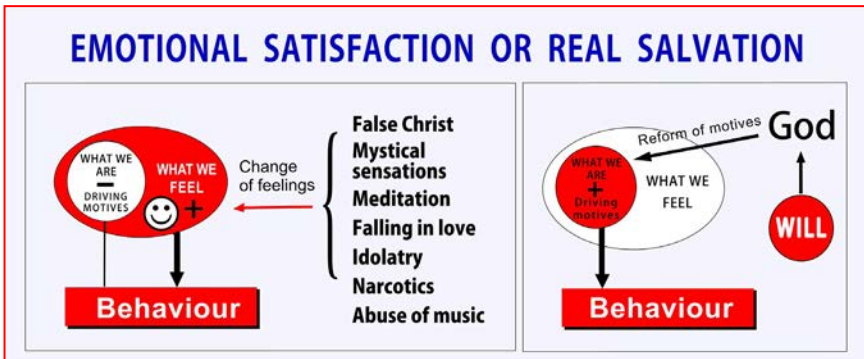 EMOTIONAL SATISFACTION OR REAL SALVATION
WHAT WE
ARE
–
DRIVING
MOTIVES
WHAT WE
FEEL
+
Behaviour
Change
of feelings
False Christ
Mystical
sensations
Meditation
Falling in love
Idolatry
Narcotics
Abuse of music
WHAT WE
ARE
+
Driving
motives
WHAT WE
FEEL
Reform of motives
God
WILL
Behaviour